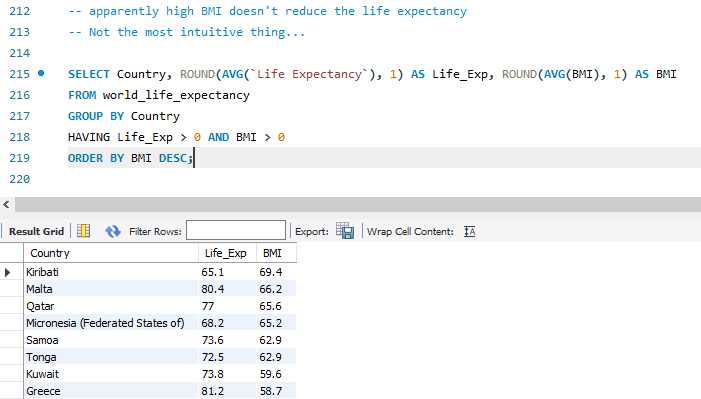 212 -- apparently high BMI doesn't reduce the life expectancy
213 -- Not the most intuitive thing...
214
215 SELECT Country, ROUND(AVG(`Life Expectancy`), 1) AS Life_Exp, ROUND(AVG(BMI), 1) AS BMI
216 FROM world_life_expectancy
217 GROUP BY Country
218 HAVING Life_Exp > 0 AND BMI > 0
219 ORDER BY BMI DESC;
220
Result Grid Filter Rows: Export: Wrap Cell Content: IA
Country Life_Exp BMI
Kiribati 65.1 69.4
Malta 80.4 66.2
Qatar 77 65.6
Micronesia (Federated States of) 68.2 65.2
Samoa 73.6 62.9
Tonga 72.5 62.9
Kuwait 73.8 59.6
Greece 81.2 58.7